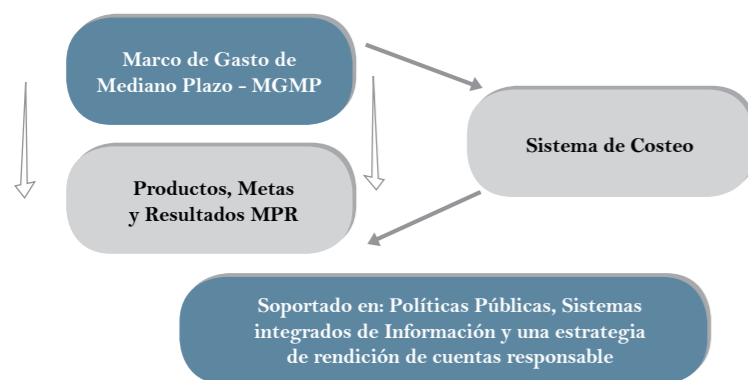 Marco de Gasto de
Mediano Plazo - MGMP
Sistema de Costeo
Productos, Metas
y Resultados MPR
Soportado en: Políticas Públicas, Sistemas
integrados de Información y una estrategia
de rendición de cuentas responsable